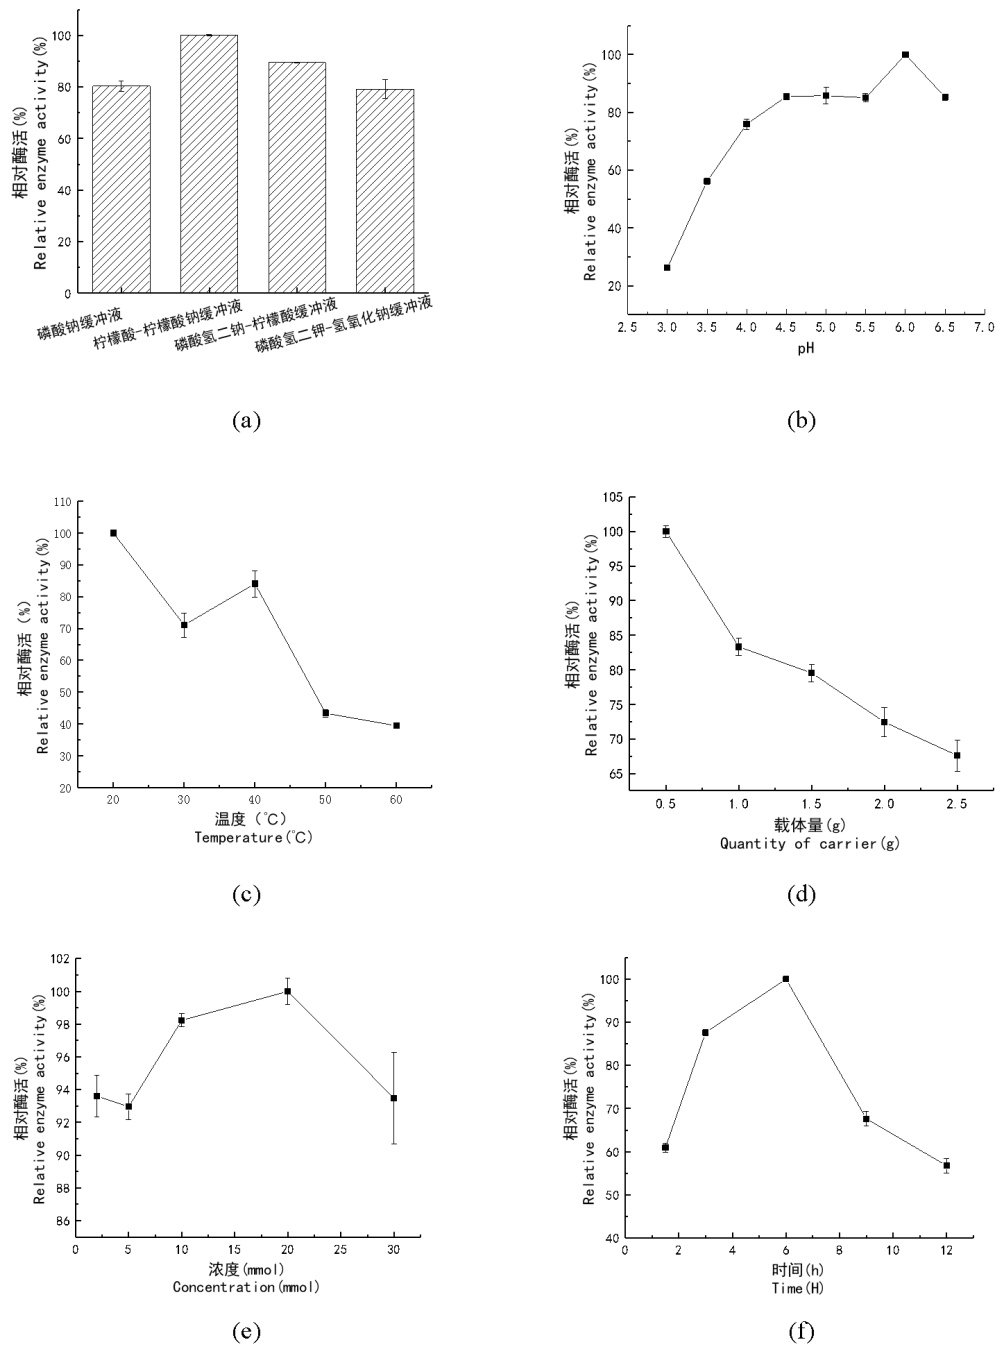 相对酶活(%)
Relative enzyme activity(%)
100
80
60
40
20
0
磷酸钠缓冲液
柠檬酸-柠檬酸钠缓冲液
磷酸氢二钠-柠檬酸缓冲液
磷酸氢二钾-氢氧化钠缓冲液
(a)
相对酶活(%)
Relative enzyme activity(%)
100
80
60
40
20
2.5 3.0 3.5 4.0 4.5 5.0 5.5 6.0 6.5 7.0
pH
(b)
相对酶活 (%)
Relative enzyme activity(%)
110
100
90
80
70
60
50
40
30
20
20 30 40 50 60
温度 (℃)
Temperature(℃)
(c)
相对酶活(%)
Relative enzyme activity(%)
105
100
95
90
85
80
75
70
65
0.5 1.0 1.5 2.0 2.5
载体量(g)
Quantity of carrier(g)
(d)
相对酶活(%)
Relative enzyme activity(%)
102
100
98
96
94
92
90
88
86
0 5 10 15 20 25 30
浓度(mmol)
Concentration(mmol)
(e)
相对酶活(%)
Relative enzyme activity(%)
100
90
80
70
60
50
40
0 2 4 6 8 10 12
时间(h)
Time(H)
(f)